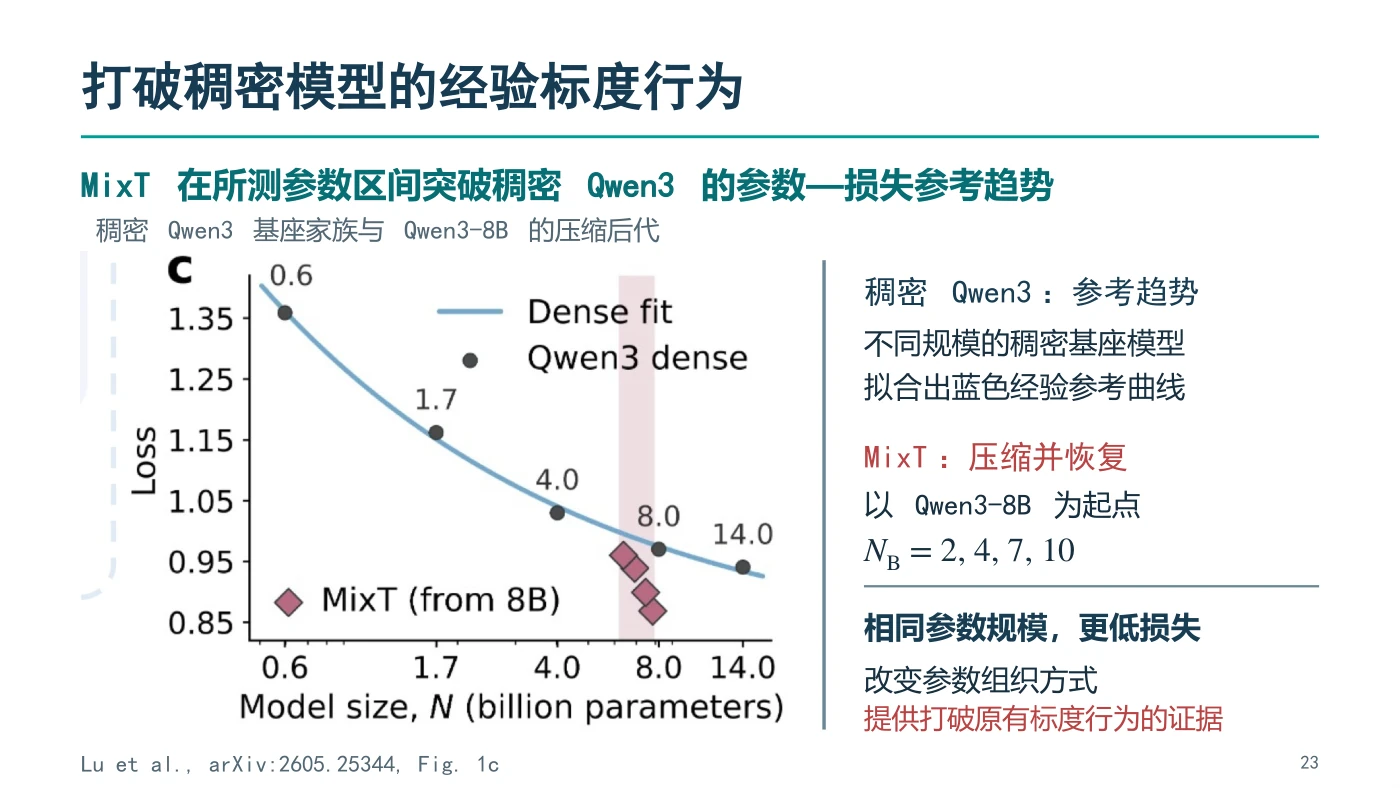 打破稠密模型的经验标度行为
MixT 在所测参数区间突破稠密 Qwen3 的参数—损失参考趋势
稠密 Qwen3 基座家族与 Qwen3-8B 的压缩后代
c
0.6
1.7
4.0
8.0
14.0
Dense fit
Qwen3 dense
MixT (from 8B)
Loss
1.35
1.25
1.15
1.05
0.95
0.85
0.6 1.7 4.0 8.0 14.0
Model size, N (billion parameters)
稠密 Qwen3：参考趋势
不同规模的稠密基座模型
拟合出蓝色经验参考曲线
MixT：压缩并恢复
以 Qwen3-8B 为起点
N_B = 2, 4, 7, 10
相同参数规模，更低损失
改变参数组织方式
提供打破原有标度行为的证据
Lu et al., arXiv:2605.25344, Fig. 1c
23